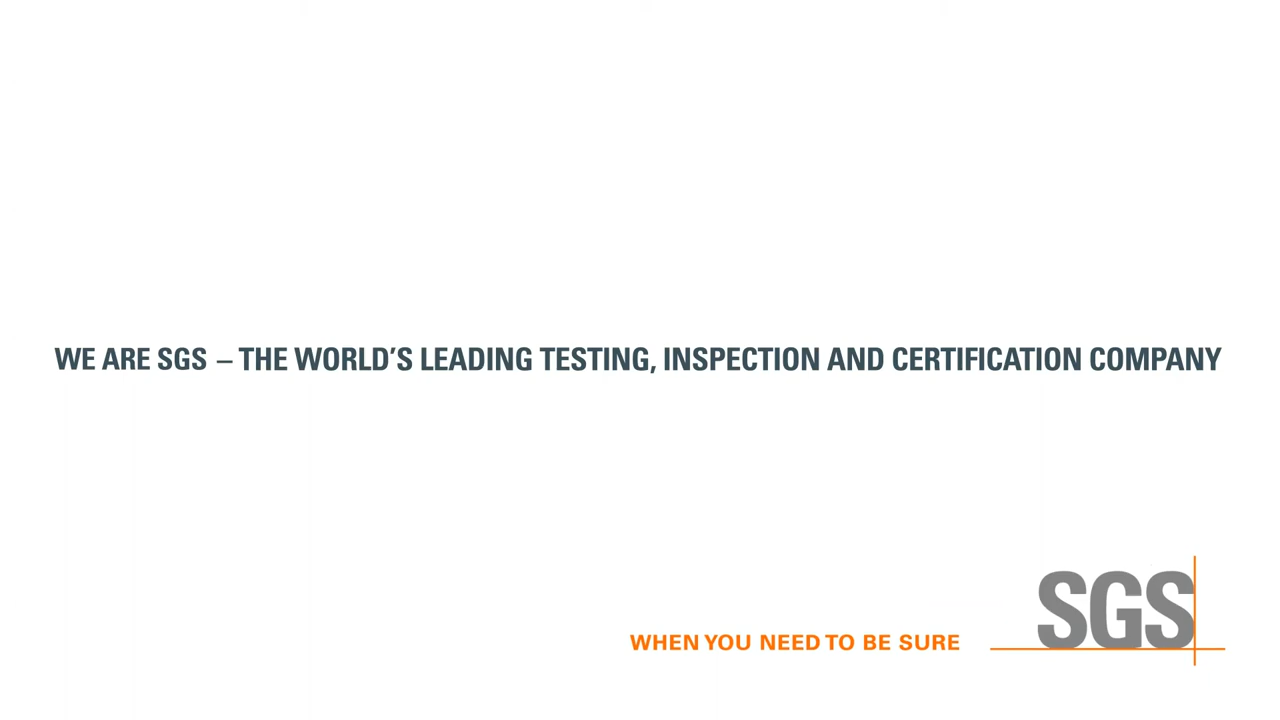 WE ARE SGS – THE WORLD’S LEADING TESTING, INSPECTION AND CERTIFICATION COMPANY
WHEN YOU NEED TO BE SURE
SGS